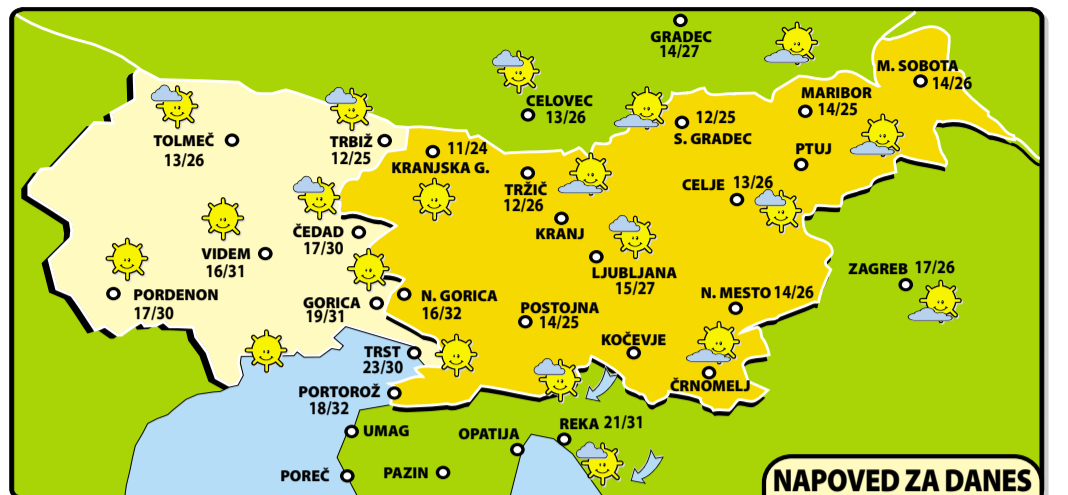 GRADEC
14/27
M. SOBOTA
14/26
CELOVEC
13/26
MARIBOR
14/25
12/25
S. GRADEC
TOLMEČ
13/26
TRBIŽ
12/25
11/24
KRANJSKA G.
PTUJ
TRŽIČ
12/26
CELJE 13/26
KRANJ
ČEDAD
17/30
VIDEM
16/31
LJUBLJANA
15/27
ZAGREB 17/26
PORDENON
17/30
GORICA
19/31
N. GORICA
16/32
POSTOJNA
14/25
N. MESTO 14/26
KOČEVJE
TRST
23/30
ČRNOMELJ
PORTOROŽ
18/32
UMAG
OPATIJA
REKA 21/31
POREČ
PAZIN
NAPOVED ZA DANES